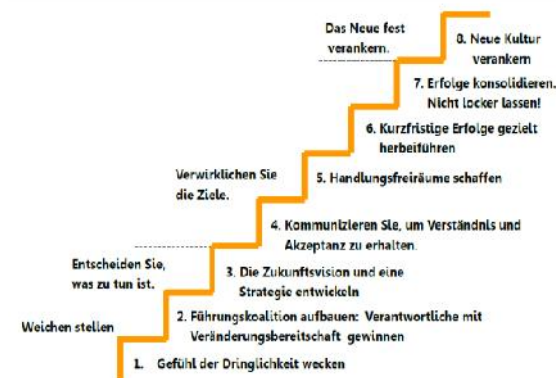 Das Neue fest
verankern.
8. Neue Kultur
verankern
7. Erfolge konsolidieren.
Nicht locker lassen!
6. Kurzfristige Erfolge gezielt
herbeiführen
Verwirklichen Sie
die Ziele.
5. Handlungsfreiräume schaffen
4. Kommunizieren Sie, um Verständnis und
Akzeptanz zu erhalten.
Entscheiden Sie,
was zu tun ist.
3. Die Zukunftsvision und eine
Strategie entwickeln
Weichen stellen
2. Führungskoalition aufbauen: Verantwortliche mit
Veränderungsbereitschaft gewinnen
1. Gefühl der Dringlichkeit wecken